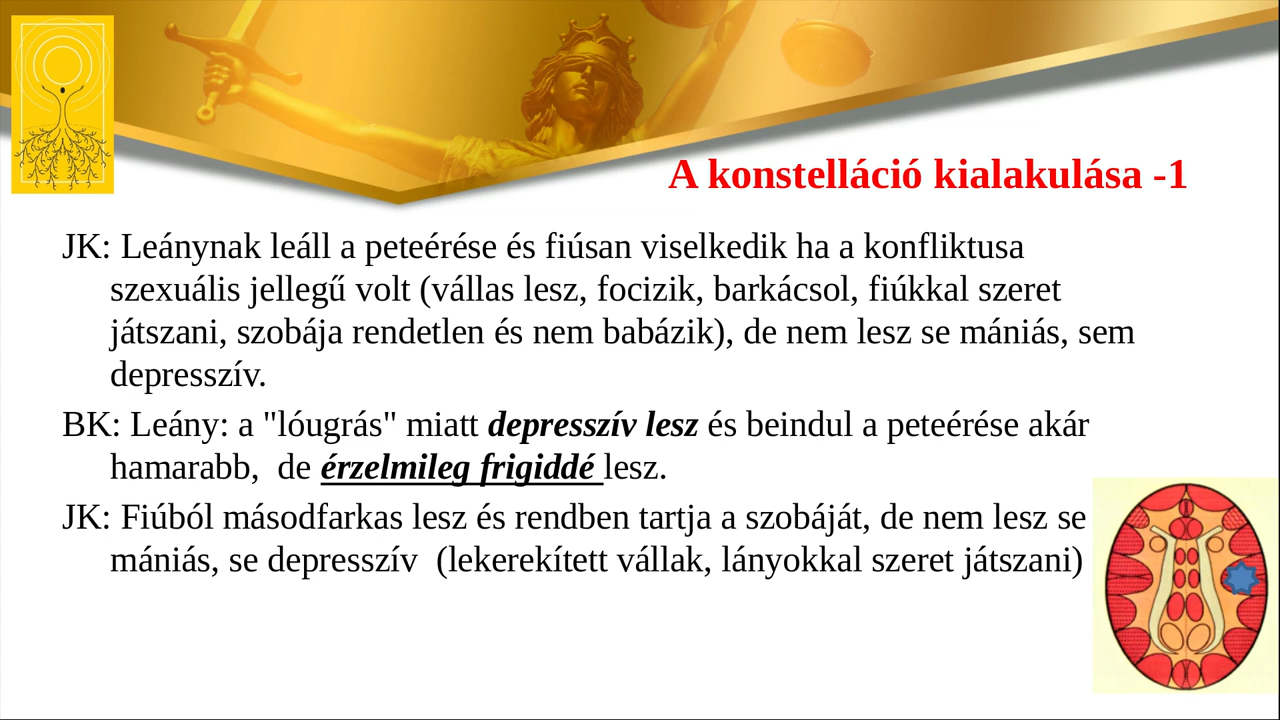 A konstelláció kialakulása -1
JK: Leánynak leáll a peteérése és fiúsan viselkedik ha a konfliktusa
szexuális jellegű volt (vállas lesz, focizik, barkácsol, fiúkkal szeret
játszani, szobája rendetlen és nem babázik), de nem lesz se mániás, sem
depresszív.
BK: Leány: a "lóugrás" miatt depresszív lesz és beindul a peteérése akár
hamarabb,  de érzelmileg frigiddé lesz.
JK: Fiúból másodfarkas lesz és rendben tartja a szobáját, de nem lesz se
mániás, se depresszív  (lekerekített vállak, lányokkal szeret játszani)